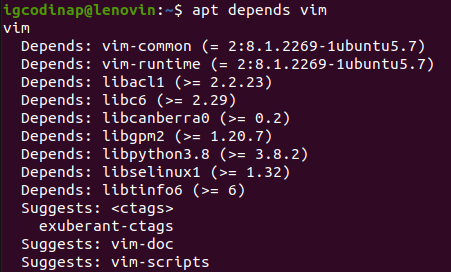 igcodinap@lenovin:~$ apt depends vim
vim
  Depends: vim-common (= 2:8.1.2269-1ubuntu5.7)
  Depends: vim-runtime (= 2:8.1.2269-1ubuntu5.7)
  Depends: libacl1 (>= 2.2.23)
  Depends: libc6 (>= 2.29)
  Depends: libcanberra0 (>= 0.2)
  Depends: libgpm2 (>= 1.20.7)
  Depends: libpython3.8 (>= 3.8.2)
  Depends: libselinux1 (>= 1.32)
  Depends: libtinfo6 (>= 6)
  Suggests: <ctags>
    exuberant-ctags
  Suggests: vim-doc
  Suggests: vim-scripts